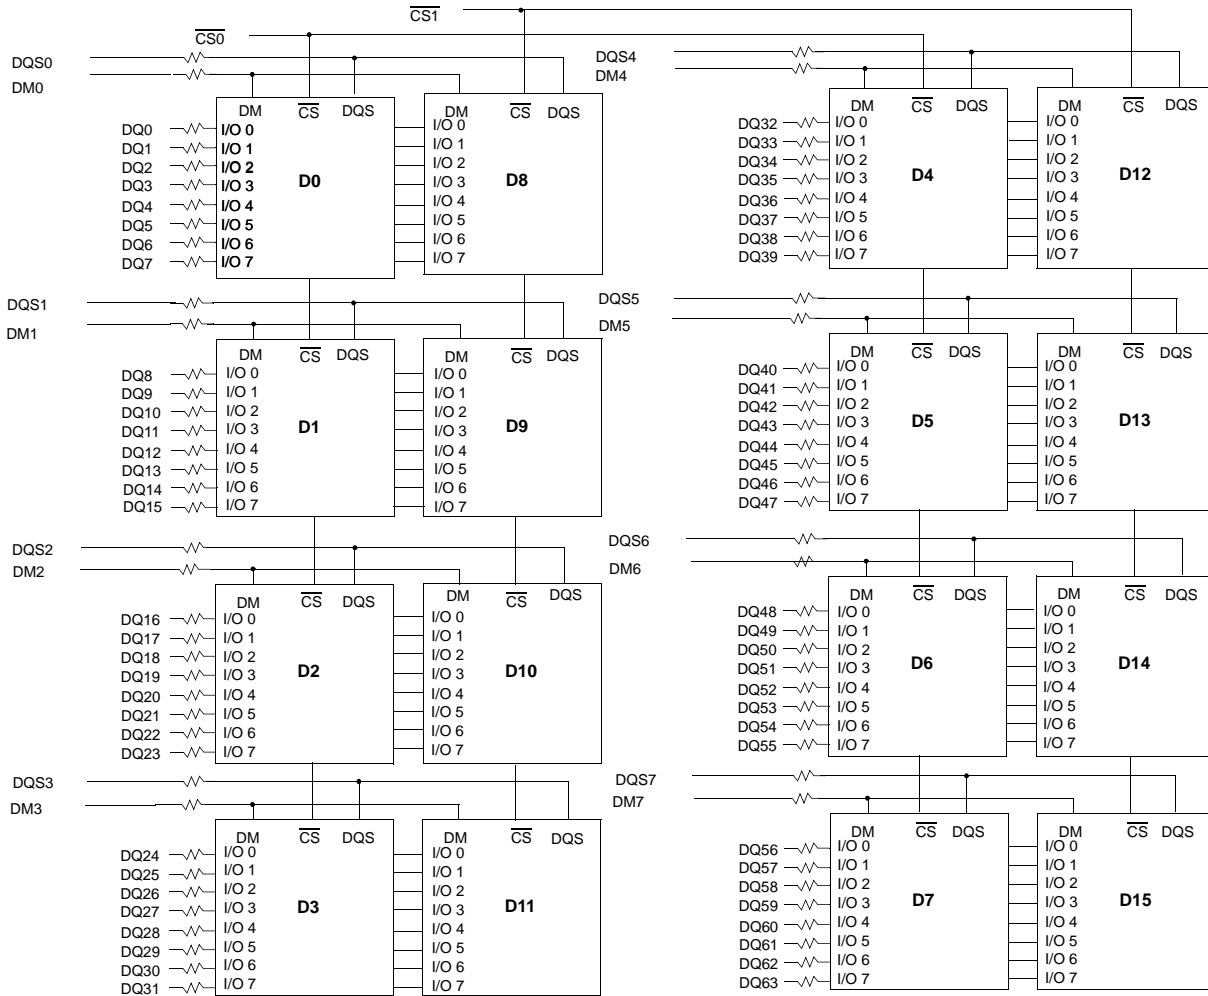 CS1
CS0
DQS0
DM0
DM CS DQS
DM CS DQS
DQ0 I/O 0 I/O 0
DQ1 I/O 1 I/O 1
DQ2 I/O 2 I/O 2
DQ3 I/O 3 D0 I/O 3 D8
DQ4 I/O 4 I/O 4
DQ5 I/O 5 I/O 5
DQ6 I/O 6 I/O 6
DQ7 I/O 7 I/O 7
DQS1
DM1
DM CS DQS
DM CS DQS
DQ8 I/O 0 I/O 0
DQ9 I/O 1 I/O 1
DQ10 I/O 2 I/O 2
DQ11 I/O 3 D1 I/O 3 D9
DQ12 I/O 4 I/O 4
DQ13 I/O 5 I/O 5
DQ14 I/O 6 I/O 6
DQ15 I/O 7 I/O 7
DQS2
DM2
DM CS DQS
DM CS DQS
DQ16 I/O 0 I/O 0
DQ17 I/O 1 I/O 1
DQ18 I/O 2 I/O 2
DQ19 I/O 3 D2 I/O 3 D10
DQ20 I/O 4 I/O 4
DQ21 I/O 5 I/O 5
DQ22 I/O 6 I/O 6
DQ23 I/O 7 I/O 7
DQS3
DM3
DM CS DQS
DM CS DQS
DQ24 I/O 0 I/O 0
DQ25 I/O 1 I/O 1
DQ26 I/O 2 I/O 2
DQ27 I/O 3 D3 I/O 3 D11
DQ28 I/O 4 I/O 4
DQ29 I/O 5 I/O 5
DQ30 I/O 6 I/O 6
DQ31 I/O 7 I/O 7
DQS4
DM4
DM CS DQS
DM CS DQS
DQ32 I/O 0 I/O 0
DQ33 I/O 1 I/O 1
DQ34 I/O 2 I/O 2
DQ35 I/O 3 D4 I/O 3 D12
DQ36 I/O 4 I/O 4
DQ37 I/O 5 I/O 5
DQ38 I/O 6 I/O 6
DQ39 I/O 7 I/O 7
DQS5
DM5
DM CS DQS
DM CS DQS
DQ40 I/O 0 I/O 0
DQ41 I/O 1 I/O 1
DQ42 I/O 2 I/O 2
DQ43 I/O 3 D5 I/O 3 D13
DQ44 I/O 4 I/O 4
DQ45 I/O 5 I/O 5
DQ46 I/O 6 I/O 6
DQ47 I/O 7 I/O 7
DQS6
DM6
DM CS DQS
DM CS DQS
DQ48 I/O 0 I/O 0
DQ49 I/O 1 I/O 1
DQ50 I/O 2 I/O 2
DQ51 I/O 3 D6 I/O 3 D14
DQ52 I/O 4 I/O 4
DQ53 I/O 5 I/O 5
DQ54 I/O 6 I/O 6
DQ55 I/O 7 I/O 7
DQS7
DM7
DM CS DQS
DM CS DQS
DQ56 I/O 0 I/O 0
DQ57 I/O 1 I/O 1
DQ58 I/O 2 I/O 2
DQ59 I/O 3 D7 I/O 3 D15
DQ60 I/O 4 I/O 4
DQ61 I/O 5 I/O 5
DQ62 I/O 6 I/O 6
DQ63 I/O 7 I/O 7